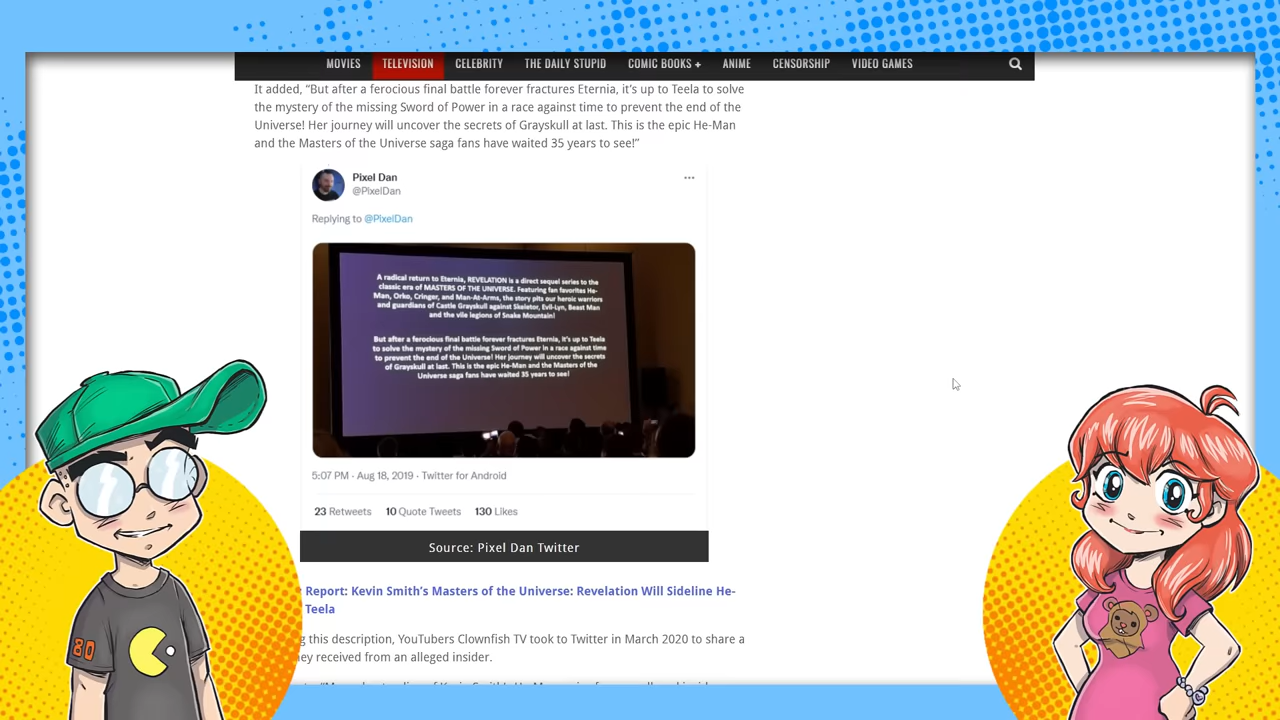 MOVIES TELEVISION CELEBRITY THE DAILY STUPID COMIC BOOKS + ANIME CENSORSHIP VIDEO GAMES
It added, “But after a ferocious final battle forever fractures Eternia, it’s up to Teela to solve
the mystery of the missing Sword of Power in a race against time to prevent the end of the
Universe! Her journey will uncover the secrets of Grayskull at last. This is the epic He-Man
and the Masters of the Universe saga fans have waited 35 years to see!”
Pixel Dan
@PixelDan
Replying to @PixelDan
A radical return to Eternia, REVELATION is a direct sequel series to the
classic era of MASTERS OF THE UNIVERSE. Featuring fan favorites He-
Man, Orko, Cringer, and Man-At-Arms, the story pits our heroic warriors
and guardians of Castle Grayskull against Skeletor, Evil-Lyn, Beast Man
and the vile legions of Snake Mountain!
But after a ferocious final battle forever fractures Eternia, it's up to Teela
to solve the mystery of the missing Sword of Power in a race against time
to prevent the end of the Universe! Her journey will uncover the secrets
of Grayskull at last. This is the epic He-Man and the Masters of the
Universe saga fans have waited 35 years to see!
5:07 PM · Aug 18, 2019 · Twitter for Android
23 Retweets 10 Quote Tweets 130 Likes
Source: Pixel Dan Twitter
Report: Kevin Smith’s Masters of the Universe: Revelation Will Sideline He-
Teela
this description, YouTubers Clownfish TV took to Twitter in March 2020 to share a
they received from an alleged insider.
80